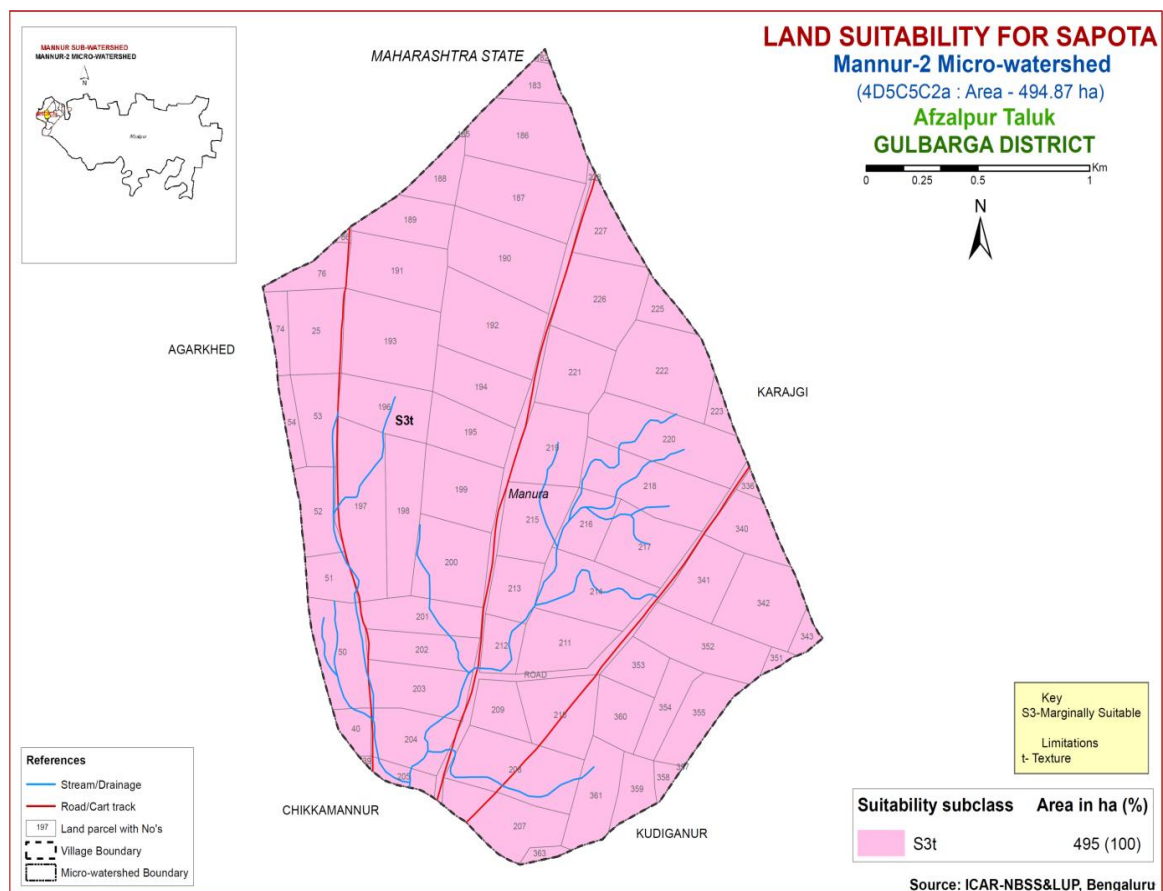 MANNUR SUB-WATERSHED
MANNUR-2 MICRO-WATERSHED
N
Afzalpur
MAHARASHTRA STATE
LAND SUITABILITY FOR SAPOTA
Mannur-2 Micro-watershed
(4D5C5C2a : Area - 494.87 ha)
Afzalpur Taluk
GULBARGA DISTRICT
Km
0 0.25 0.5 1
N
183
186
188
187
189
227
190
76
191
226
225
192
74
25
193
221
222
AGARKHED
194
KARAJGI
196
53
S3t
223
54
195
220
219
218
336
199
Manura
52
197
198
215
216
340
217
200
51
341
213
214
342
201
212
211
343
202
352
50
351
353
ROAD
203
209
210
354
355
360
40
204
208
205
358
359
361
207
363
CHIKKAMANNUR
KUDIGANUR
Key
S3-Marginally Suitable
Limitations
t- Texture
References
Stream/Drainage
Road/Cart track
197 Land parcel with No's
Village Boundary
Micro-watershed Boundary
Suitability subclass Area in ha (%)
S3t 495 (100)
Source: ICAR-NBSS&LUP, Bengaluru